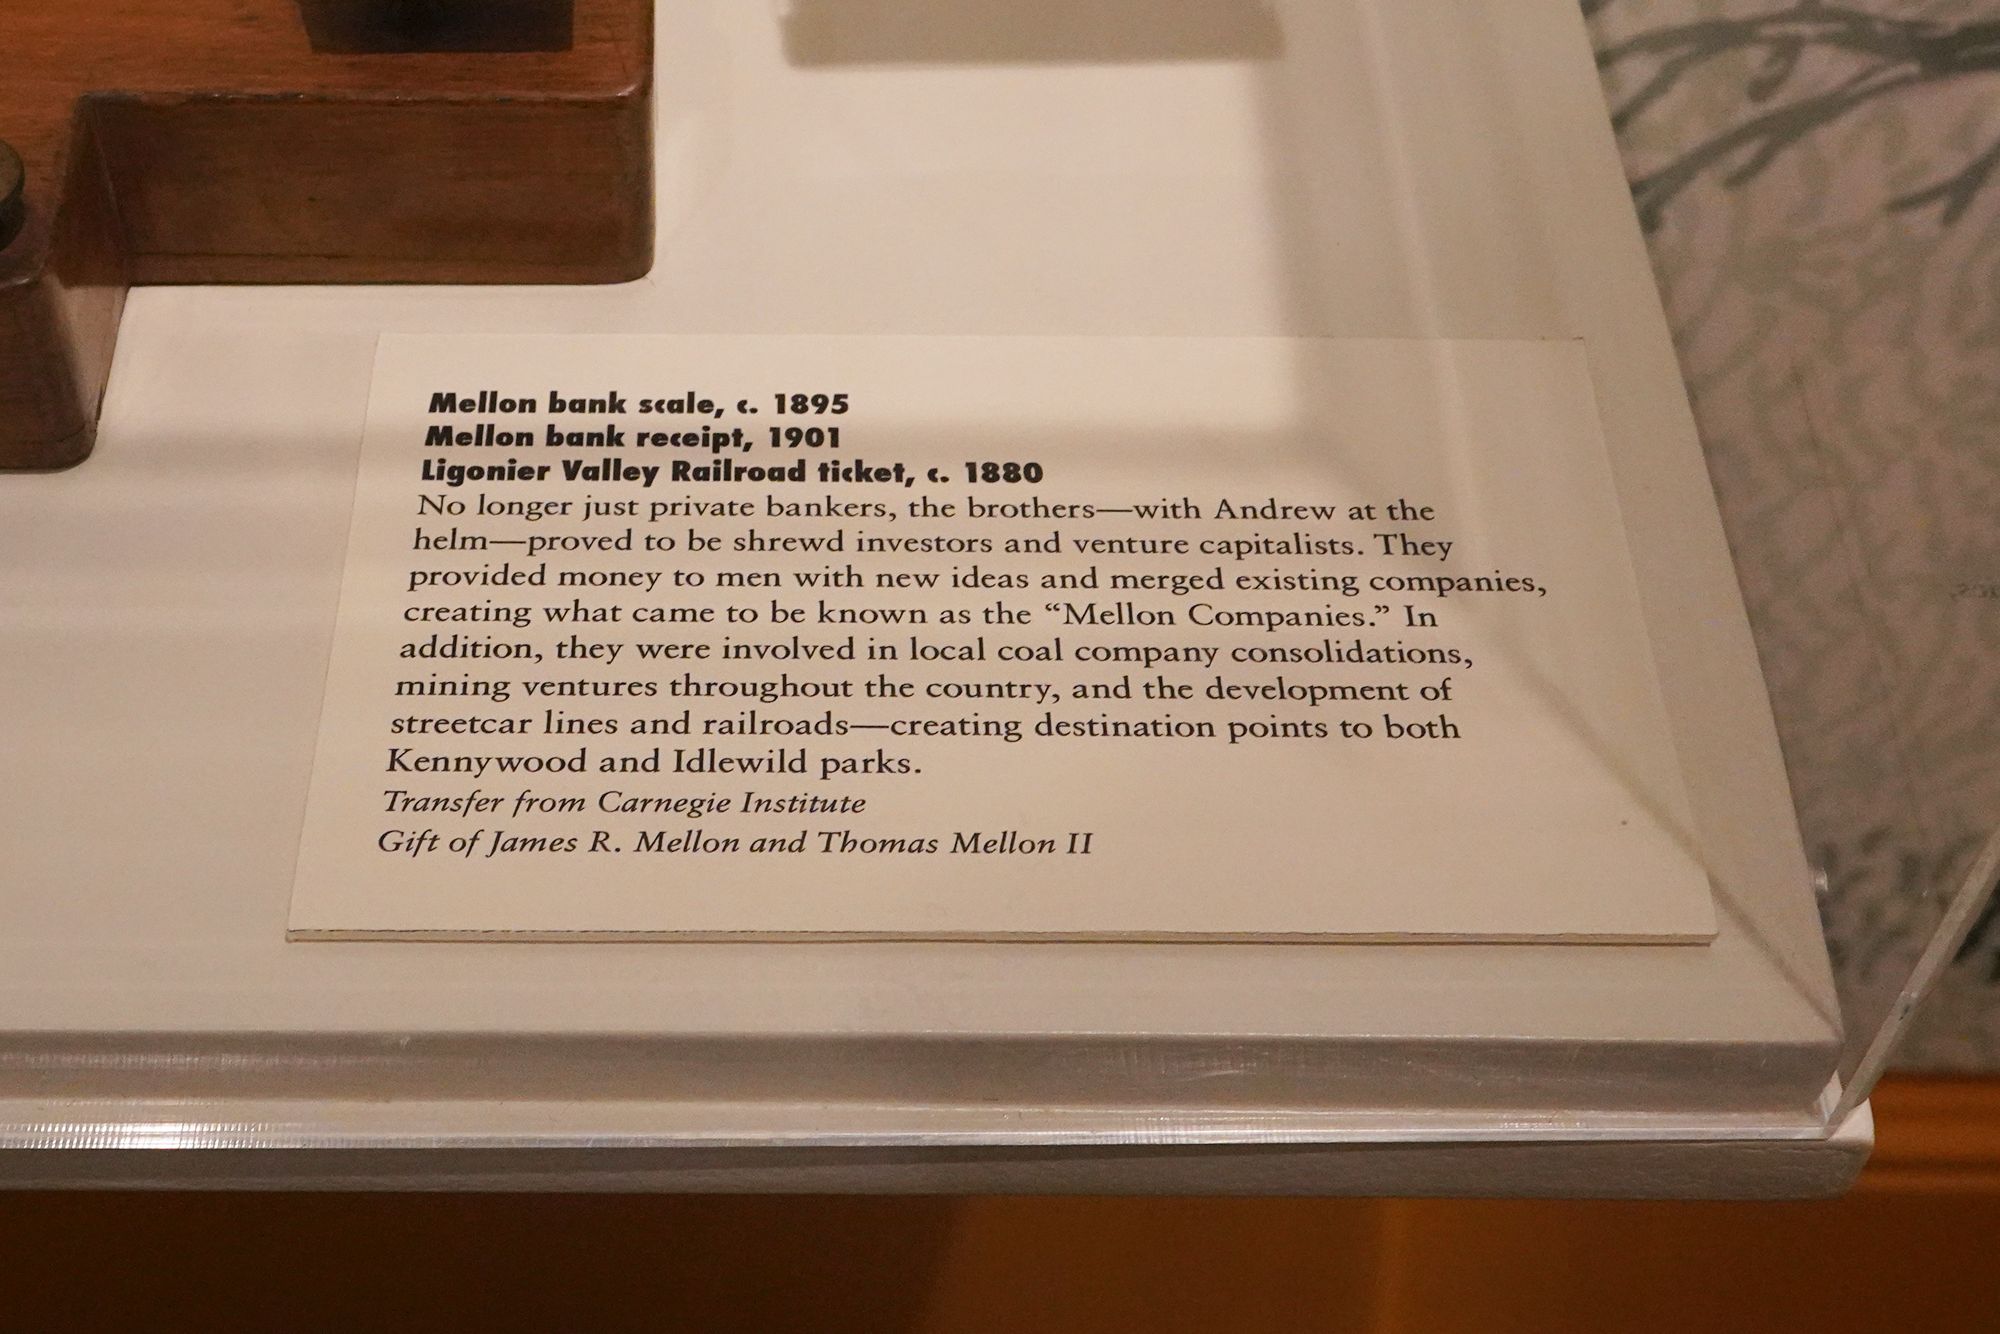 Mellon bank scale, c. 1895
Mellon bank receipt, 1901
Ligonier Valley Railroad ticket, c. 1880
No longer just private bankers, the brothers—with Andrew at the
helm—proved to be shrewd investors and venture capitalists. They
provided money to men with new ideas and merged existing companies,
creating what came to be known as the “Mellon Companies.” In
addition, they were involved in local coal company consolidations,
mining ventures throughout the country, and the development of
streetcar lines and railroads—creating destination points to both
Kennywood and Idlewild parks.
Transfer from Carnegie Institute
Gift of James R. Mellon and Thomas Mellon II